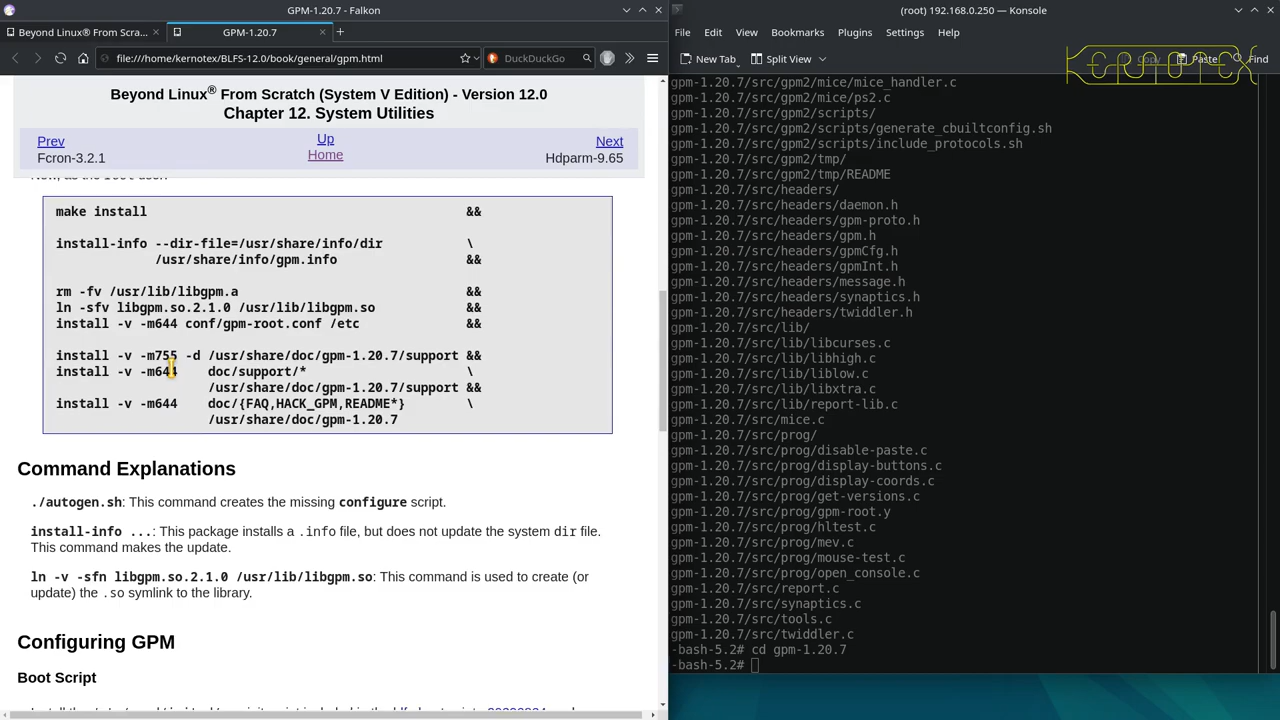 GPM-1.20.7 - Falkon
Beyond Linux® From Scra...
GPM-1.20.7
file:///home/kernotex/BLFS-12.0/book/general/gpm.html
DuckDuckGo
Beyond Linux® From Scratch (System V Edition) - Version 12.0
Chapter 12. System Utilities
Prev
Up
Next
Fcron-3.2.1
Home
Hdparm-9.65
make install &&
install-info --dir-file=/usr/share/info/dir \
/usr/share/info/gpm.info &&
rm -fv /usr/lib/libgpm.a &&
ln -sfv libgpm.so.2.1.0 /usr/lib/libgpm.so &&
install -v -m644 conf/gpm-root.conf /etc &&
install -v -m755 -d /usr/share/doc/gpm-1.20.7/support &&
install -v -m644 doc/support/* \
/usr/share/doc/gpm-1.20.7/support &&
install -v -m644 doc/{FAQ,HACK_GPM,README*} \
/usr/share/doc/gpm-1.20.7
Command Explanations
./autogen.sh: This command creates the missing configure script.
install-info ...: This package installs a .info file, but does not update the system dir file.
This command makes the update.
ln -v -sfn libgpm.so.2.1.0 /usr/lib/libgpm.so: This command is used to create (or
update) the .so symlink to the library.
Configuring GPM
Boot Script
(root) 192.168.0.250 — Konsole
File Edit View Bookmarks Plugins Settings Help
New Tab Split View Copy Paste Find
KERNOTEX
gpm-1.20.7/src/gpm2/mice/mice_handler.c
gpm-1.20.7/src/gpm2/mice/ps2.c
gpm-1.20.7/src/gpm2/scripts/
gpm-1.20.7/src/gpm2/scripts/generate_cbuiltconfig.sh
gpm-1.20.7/src/gpm2/scripts/include_protocols.sh
gpm-1.20.7/src/gpm2/tmp/
gpm-1.20.7/src/gpm2/tmp/README
gpm-1.20.7/src/headers/
gpm-1.20.7/src/headers/daemon.h
gpm-1.20.7/src/headers/gpm-proto.h
gpm-1.20.7/src/headers/gpm.h
gpm-1.20.7/src/headers/gpmCfg.h
gpm-1.20.7/src/headers/gpmInt.h
gpm-1.20.7/src/headers/message.h
gpm-1.20.7/src/headers/synaptics.h
gpm-1.20.7/src/headers/twiddler.h
gpm-1.20.7/src/lib/
gpm-1.20.7/src/lib/libcurses.c
gpm-1.20.7/src/lib/libhigh.c
gpm-1.20.7/src/lib/liblow.c
gpm-1.20.7/src/lib/libxtra.c
gpm-1.20.7/src/lib/report-lib.c
gpm-1.20.7/src/mice.c
gpm-1.20.7/src/prog/
gpm-1.20.7/src/prog/disable-paste.c
gpm-1.20.7/src/prog/display-buttons.c
gpm-1.20.7/src/prog/display-coords.c
gpm-1.20.7/src/prog/get-versions.c
gpm-1.20.7/src/prog/gpm-root.y
gpm-1.20.7/src/prog/hltest.c
gpm-1.20.7/src/prog/mev.c
gpm-1.20.7/src/prog/mouse-test.c
gpm-1.20.7/src/prog/open_console.c
gpm-1.20.7/src/report.c
gpm-1.20.7/src/synaptics.c
gpm-1.20.7/src/tools.c
gpm-1.20.7/src/twiddler.c
-bash-5.2# cd gpm-1.20.7
-bash-5.2#